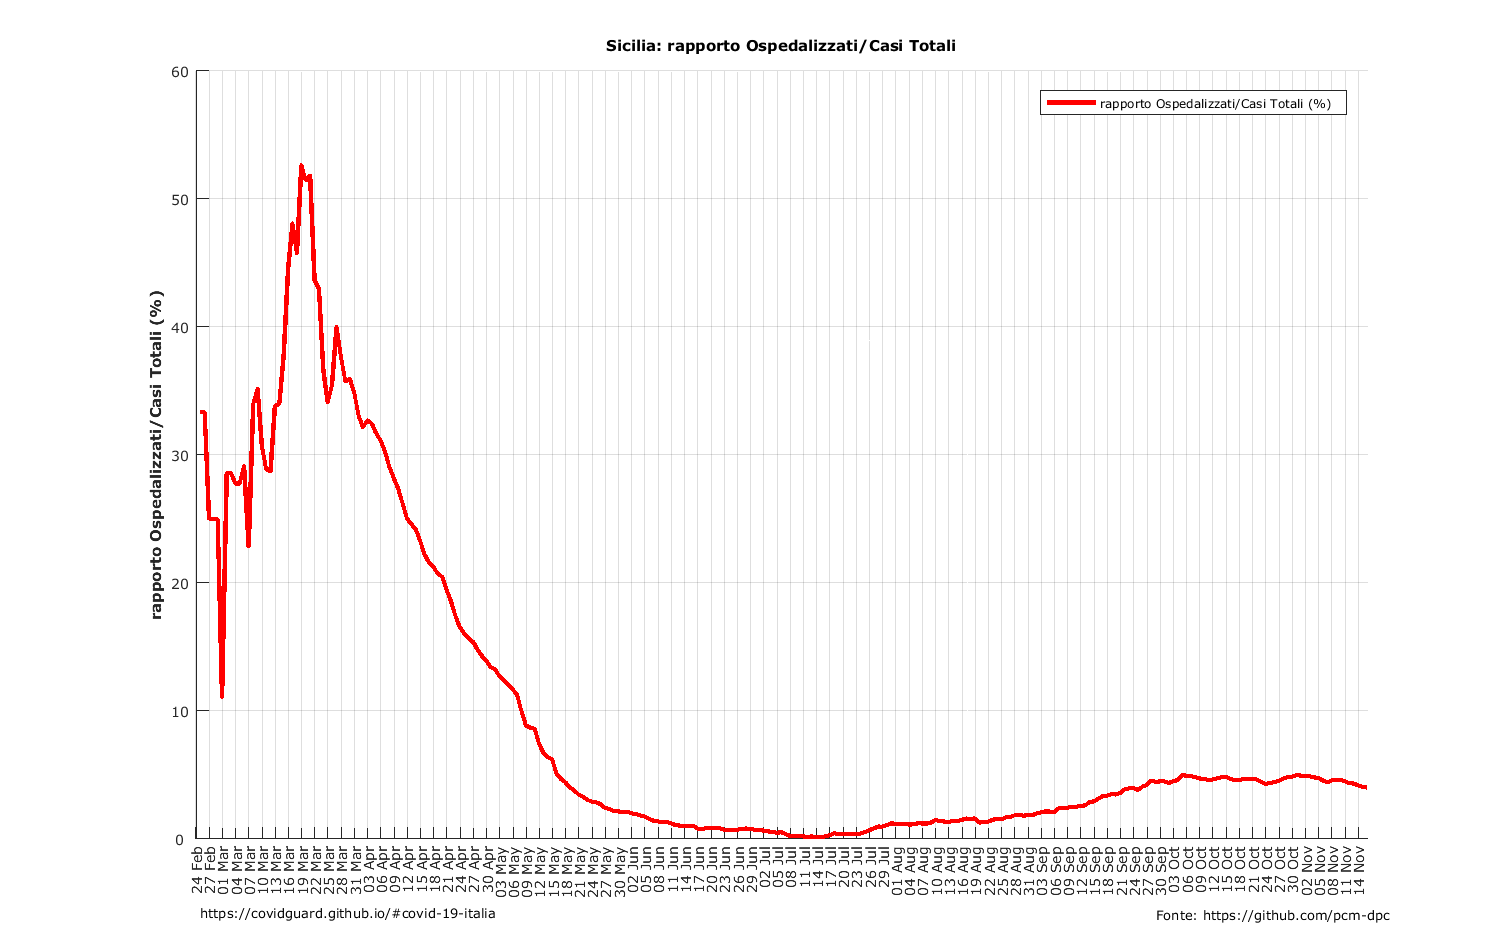 Sicilia: rapporto Ospedalizzati/Casi Totali
rapporto Ospedalizzati/Casi Totali (%)
rapporto Ospedalizzati/Casi Totali (%)
60
50
40
30
20
10
0
24 Feb
27 Feb
01 Mar
04 Mar
07 Mar
10 Mar
13 Mar
16 Mar
19 Mar
22 Mar
25 Mar
28 Mar
31 Mar
03 Apr
06 Apr
09 Apr
12 Apr
15 Apr
18 Apr
21 Apr
24 Apr
27 Apr
30 Apr
03 May
06 May
09 May
12 May
15 May
18 May
21 May
24 May
27 May
30 May
02 Jun
05 Jun
08 Jun
11 Jun
14 Jun
17 Jun
20 Jun
23 Jun
26 Jun
29 Jun
02 Jul
05 Jul
08 Jul
11 Jul
14 Jul
17 Jul
20 Jul
23 Jul
26 Jul
29 Jul
01 Aug
04 Aug
07 Aug
10 Aug
13 Aug
16 Aug
19 Aug
22 Aug
25 Aug
28 Aug
31 Aug
03 Sep
06 Sep
09 Sep
12 Sep
15 Sep
18 Sep
21 Sep
24 Sep
27 Sep
30 Sep
03 Oct
06 Oct
09 Oct
12 Oct
15 Oct
18 Oct
21 Oct
24 Oct
27 Oct
30 Oct
02 Nov
05 Nov
08 Nov
11 Nov
14 Nov
https://covidguard.github.io/#covid-19-italia
Fonte: https://github.com/pcm-dpc